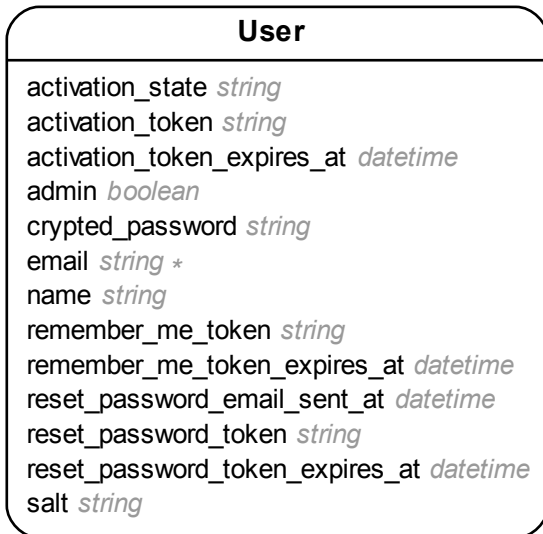 User
activation_state string
activation_token string
activation_token_expires_at datetime
admin boolean
crypted_password string
email string *
name string
remember_me_token string
remember_me_token_expires_at datetime
reset_password_email_sent_at datetime
reset_password_token string
reset_password_token_expires_at datetime
salt string